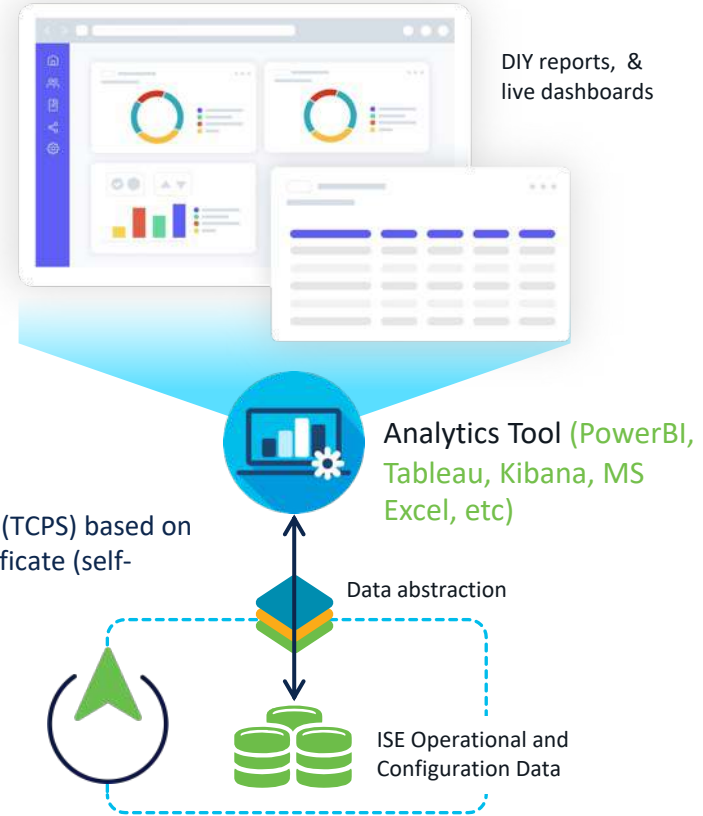 DIY reports, &
live dashboards
Analytics Tool (PowerBI,
Tableau, Kibana, MS
Excel, etc)
(TCPS) based on
ficate (self-
Data abstraction
ISE Operational and
Configuration Data